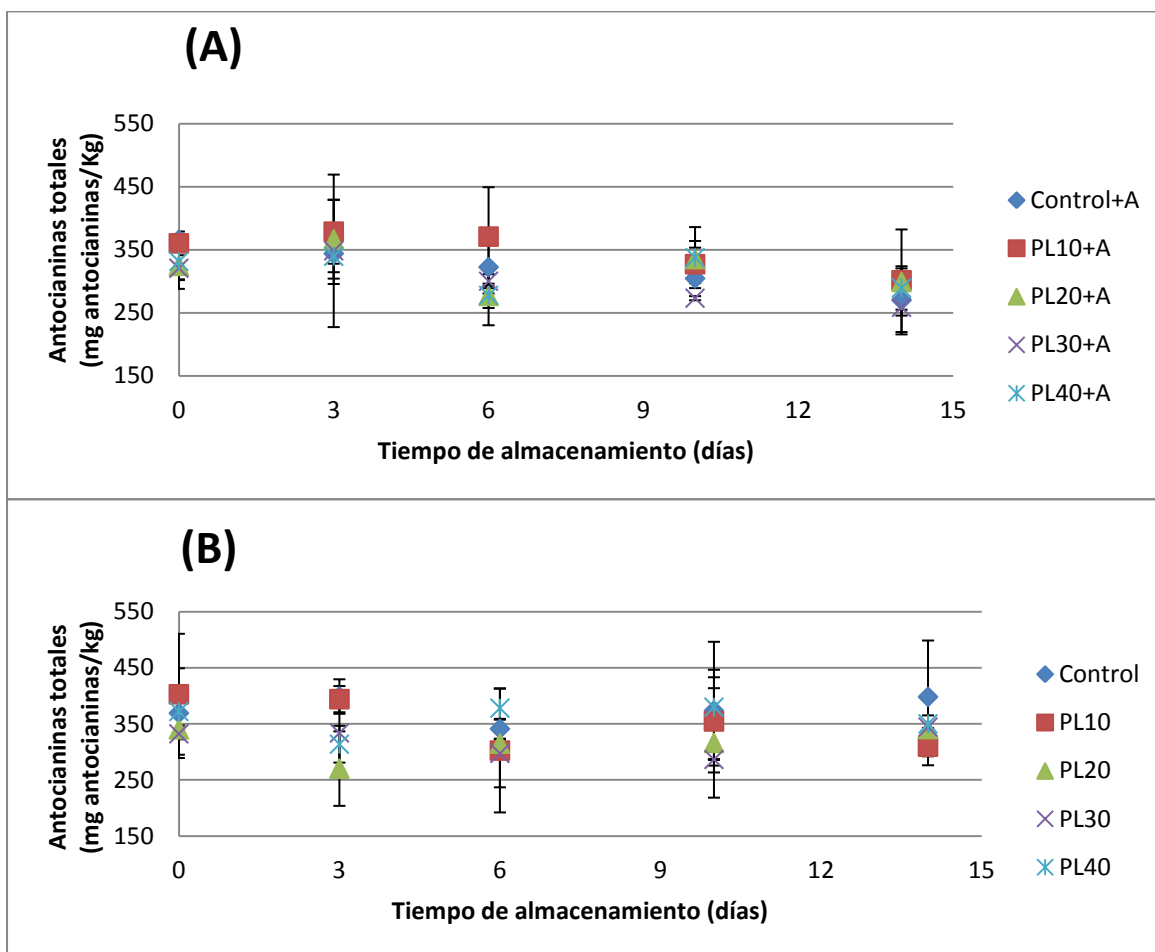 (A)
Antocianinas totales
(mg antocianinas/Kg)
550
450
350
250
150
0
3
6
9
12
15
Tiempo de almacenamiento (días)
Control+A
PL10+A
PL20+A
PL30+A
PL40+A
(B)
Antocianinas totales
(mg antocianinas/kg)
550
450
350
250
150
0
3
6
9
12
15
Tiempo de almacenamiento (días)
Control
PL10
PL20
PL30
PL40